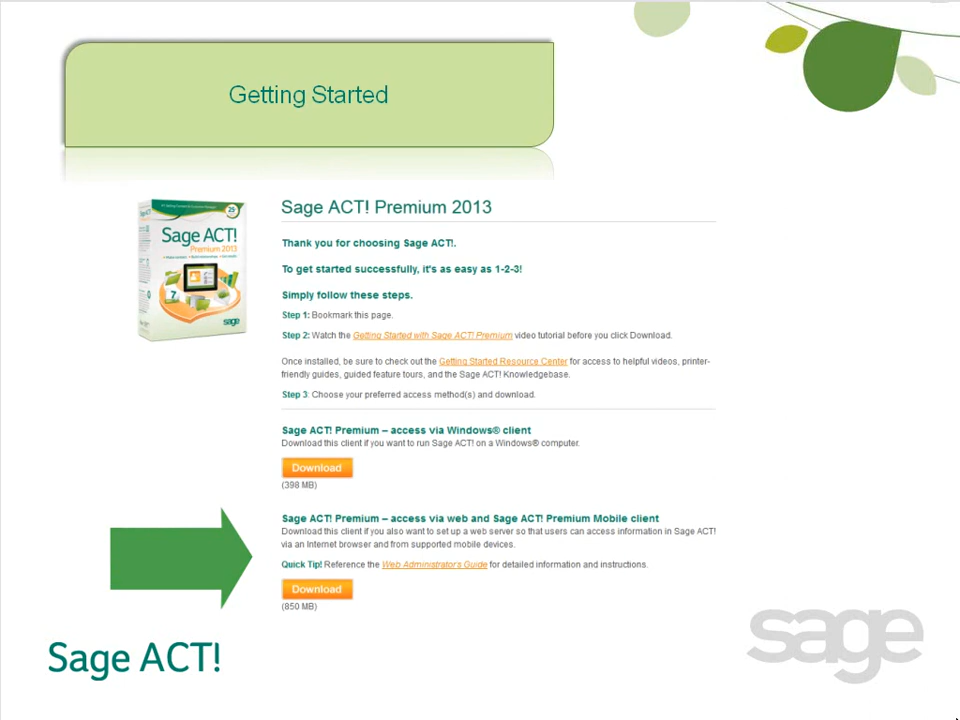 Getting Started
Sage ACT! Premium 2013
Thank you for choosing Sage ACT!.
To get started successfully, it's as easy as 1-2-3!
Simply follow these steps.
Step 1: Bookmark this page.
Step 2: Watch the Getting Started with Sage ACT! Premium video tutorial before you click Download.
Once installed, be sure to check out the Getting Started Resource Center for access to helpful videos, printer-
friendly guides, guided feature tours, and the Sage ACT! Knowledgebase.
Step 3: Choose your preferred access method(s) and download.
Sage ACT! Premium – access via Windows® client
Download this client if you want to run Sage ACT! on a Windows® computer.
Download
(398 MB)
Sage ACT! Premium – access via web and Sage ACT! Premium Mobile client
Download this client if you also want to set up a web server so that users can access information in Sage ACT!
via an Internet browser and from supported mobile devices.
Quick Tip! Reference the Web Administrator's Guide for detailed information and instructions.
Download
(850 MB)
Sage ACT!
Premium 2013
sage
Sage ACT!
sage